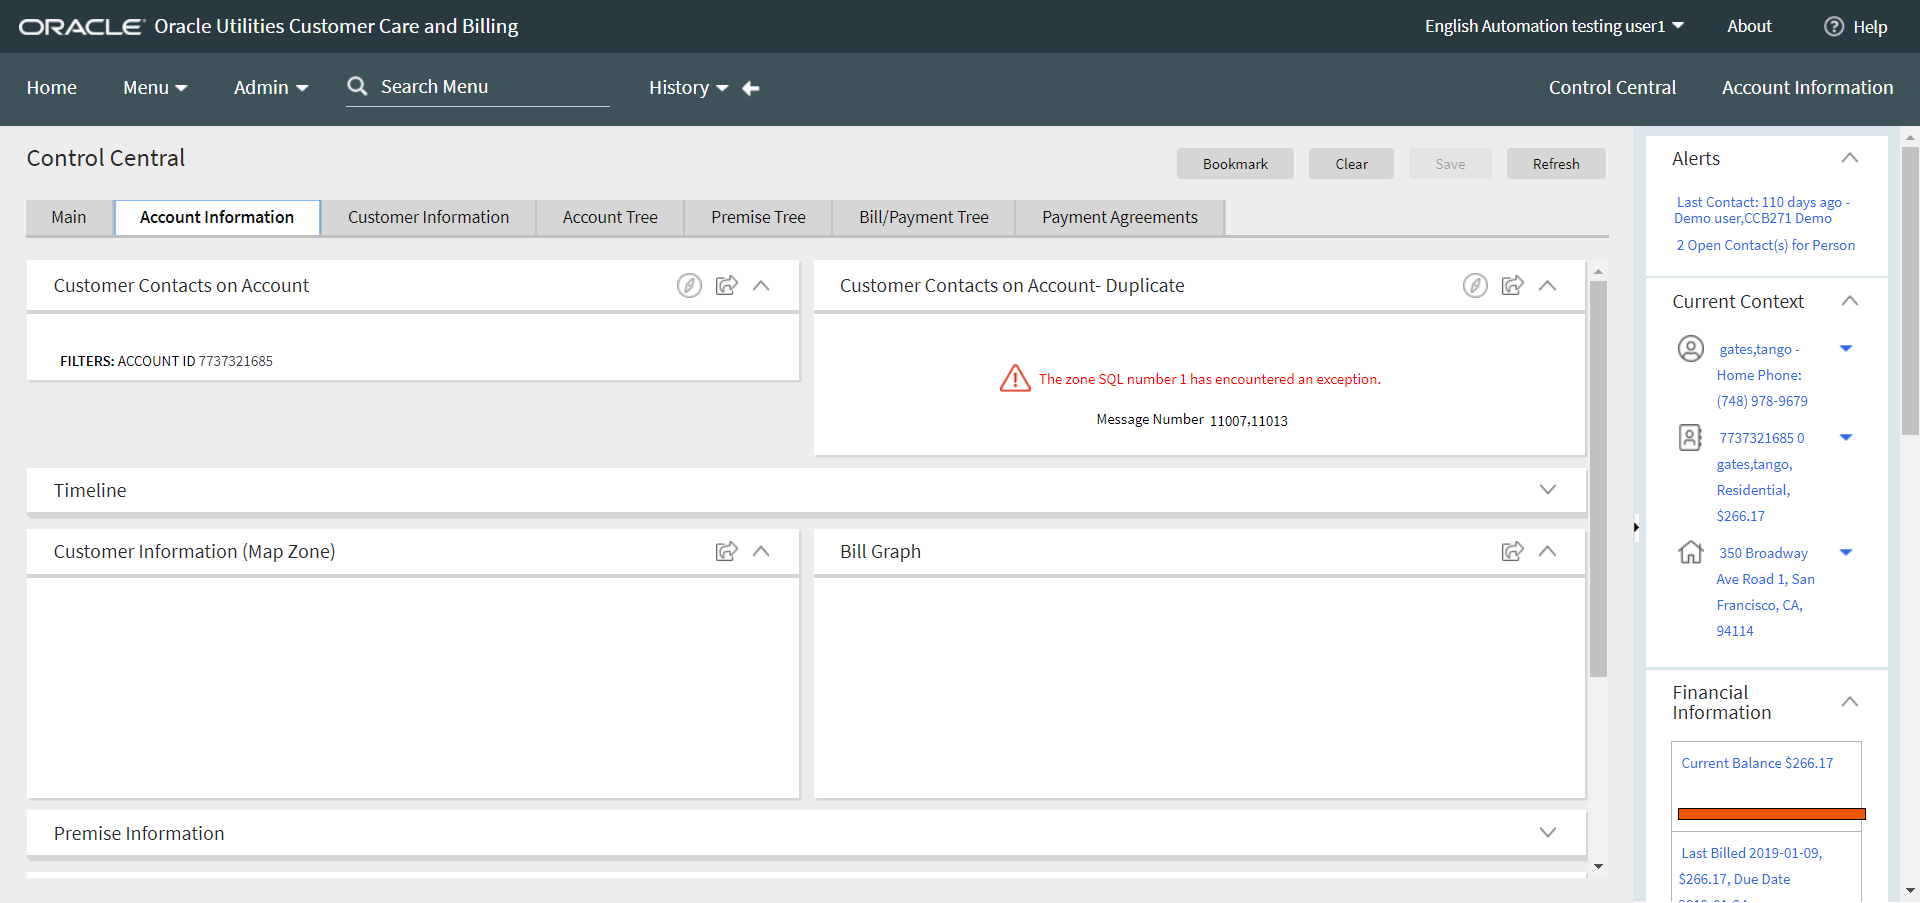 ORACLE Oracle Utilities Customer Care and Billing
English Automation testing user1
About
Help
Home
Menu
Admin
Search Menu
History
Control Central
Account Information
Control Central
Bookmark
Clear
Save
Refresh
Main
Account Information
Customer Information
Account Tree
Premise Tree
Bill/Payment Tree
Payment Agreements
Customer Contacts on Account
FILTERS: ACCOUNT ID 7737321685
Customer Contacts on Account- Duplicate
The zone SQL number 1 has encountered an exception.
Message Number 11007,11013
Timeline
Customer Information (Map Zone)
Bill Graph
Premise Information
Alerts
Last Contact: 110 days ago -
Demo user,CCB271 Demo
2 Open Contact(s) for Person
Current Context
gates,tango -
Home Phone:
(748) 978-9679
7737321685 0
gates,tango,
Residential,
$266.17
350 Broadway
Ave Road 1, San
Francisco, CA,
94114
Financial
Information
Current Balance $266.17
Last Billed 2019-01-09,
$266.17, Due Date